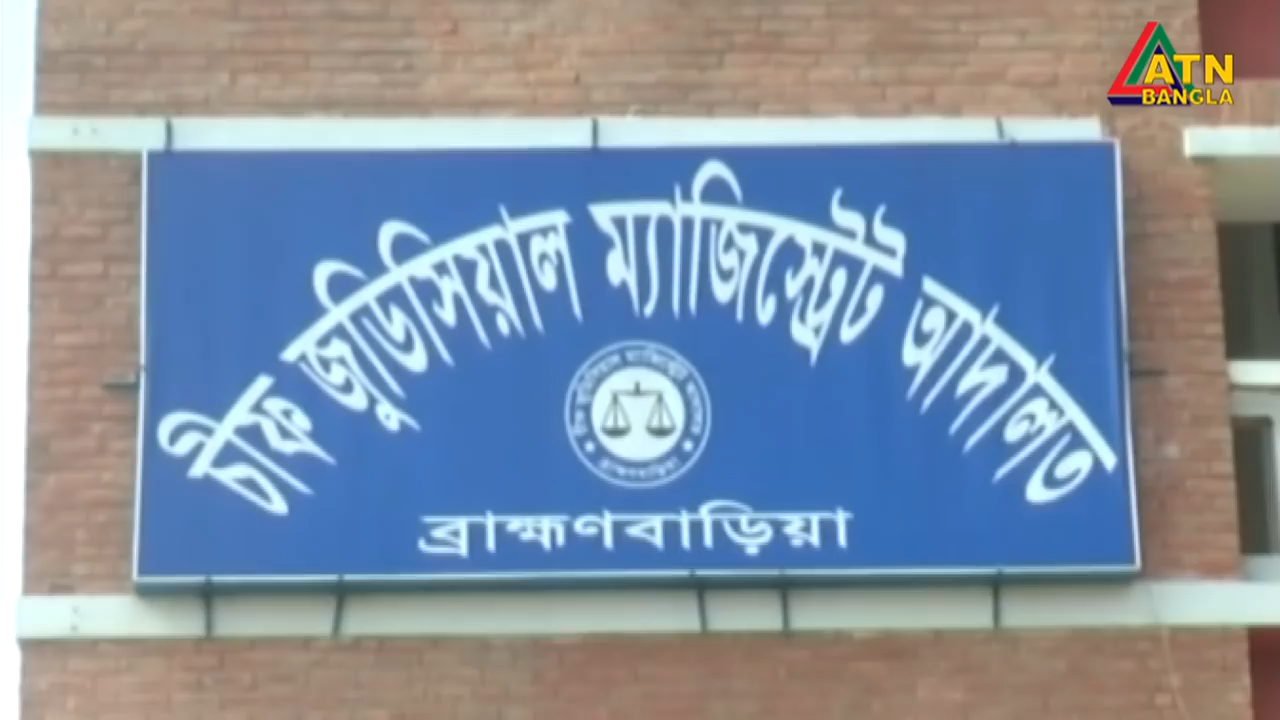 ATN
BANGLA
চীফ জুডিসিয়াল ম্যাজিস্ট্রেট আদালত
ব্রাহ্মণবাড়িয়া